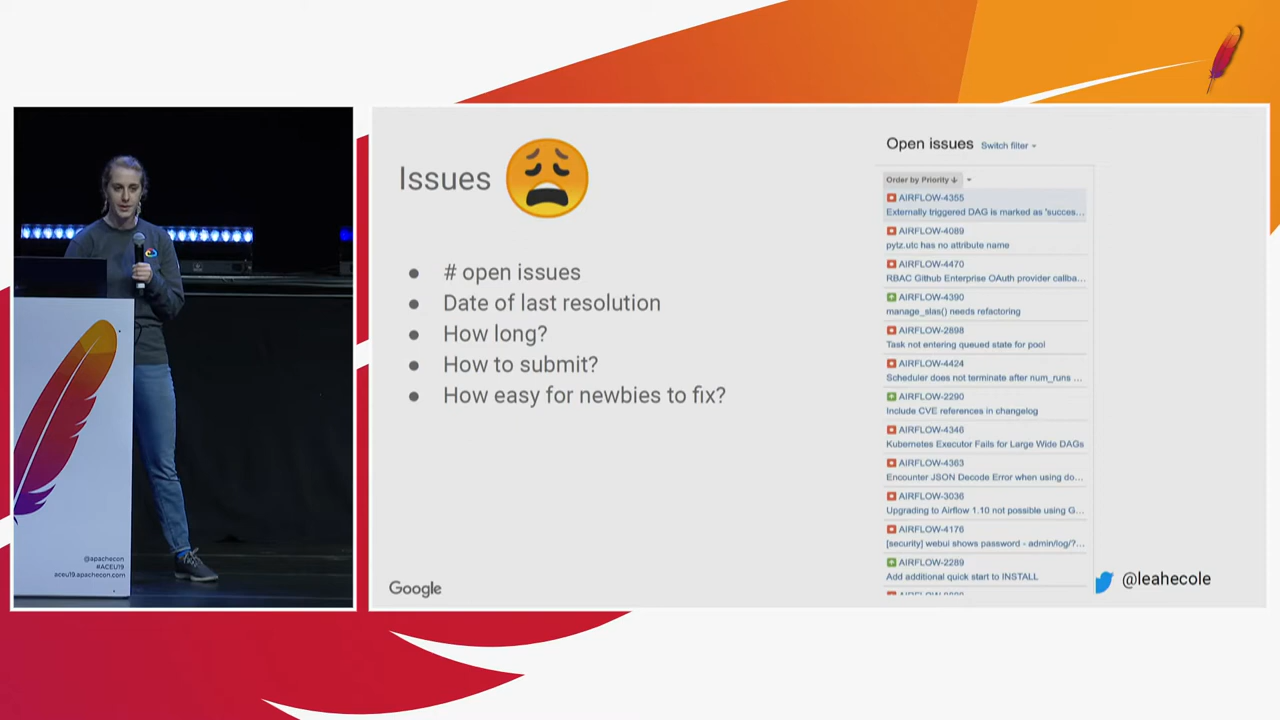 @apachecon
#ACEU19
aceu19.apachecon.com
Issues
# open issues
Date of last resolution
How long?
How to submit?
How easy for newbies to fix?
Google
Open issues Switch filter
Order by Priority
AIRFLOW-4355
Externally triggered DAG is marked as 'succes...
AIRFLOW-4089
pytz.utc has no attribute name
AIRFLOW-4470
RBAC Github Enterprise OAuth provider callba...
AIRFLOW-4390
manage_slas() needs refactoring
AIRFLOW-2898
Task not entering queued state for pool
AIRFLOW-4424
Scheduler does not terminate after num_runs ...
AIRFLOW-2290
Include CVE references in changelog
AIRFLOW-4346
Kubernetes Executor Fails for Large Wide DAGs
AIRFLOW-4363
Encounter JSON Decode Error when using do...
AIRFLOW-3036
Upgrading to Airflow 1.10 not possible using G...
AIRFLOW-4176
[security] webui shows password - admin/log/?...
AIRFLOW-2289
Add additional quick start to INSTALL
@leahecole